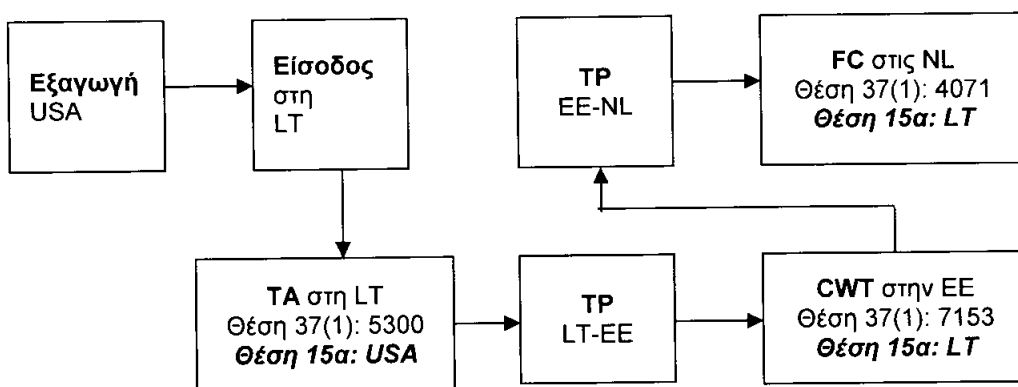 Εξαγωγή
USA
Είσοδος
στη
LT
TP
EE-NL
FC στις NL
Θέση 37(1): 4071
Θέση 15α: LT
TA στη LT
Θέση 37(1): 5300
Θέση 15α: USA
TP
LT-EE
CWT στην EE
Θέση 37(1): 7153
Θέση 15α: LT